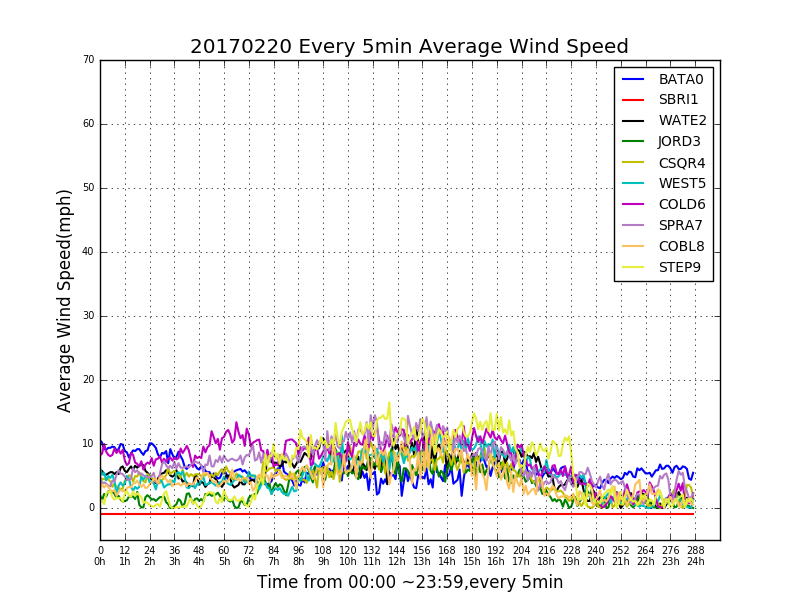 20170220 Every 5min Average Wind Speed
70
60
50
40
30
20
10
0
Average Wind Speed(mph)
BATA0
SBRI1
WATE2
JORD3
CSQR4
WEST5
COLD6
SPRA7
COBL8
STEP9
0 12 24 36 48 60 72 84 96 108 120 132 144 156 168 180 192 204 216 228 240 252 264 276 288
0h 1h 2h 3h 4h 5h 6h 7h 8h 9h 10h 11h 12h 13h 14h 15h 16h 17h 18h 19h 20h 21h 22h 23h 24h
Time from 00:00 ~23:59,every 5min